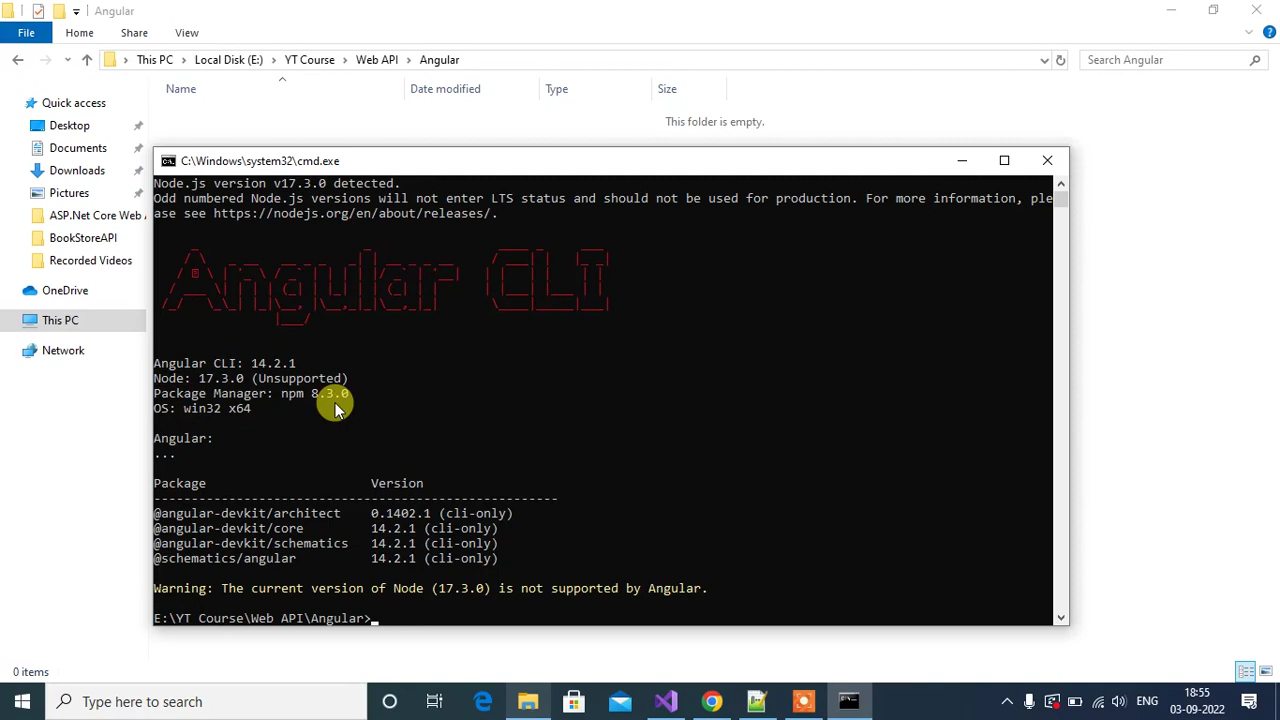 Angular
File Home Share View
This PC Local Disk (E:) YT Course Web API Angular Search Angular
Name Date modified Type Size
This folder is empty.
Quick access
Desktop
Documents
Downloads
Pictures
ASP.Net Core Web A
BookStoreAPI
Recorded Videos
OneDrive
This PC
Network
C:\Windows\system32\cmd.exe
Node.js version v17.3.0 detected.
Odd numbered Node.js versions will not enter LTS status and should not be used for production. For more information, ple
ase see https://nodejs.org/en/about/releases/.
Angular CLI
Angular CLI: 14.2.1
Node: 17.3.0 (Unsupported)
Package Manager: npm 8.3.0
OS: win32 x64
Angular:
...
Package Version
------------------------------------------------------
@angular-devkit/architect 0.1402.1 (cli-only)
@angular-devkit/core 14.2.1 (cli-only)
@angular-devkit/schematics 14.2.1 (cli-only)
@schematics/angular 14.2.1 (cli-only)
Warning: The current version of Node (17.3.0) is not supported by Angular.
E:\YT Course\Web API\Angular>
0 items
Type here to search
ENG
18:55
03-09-2022